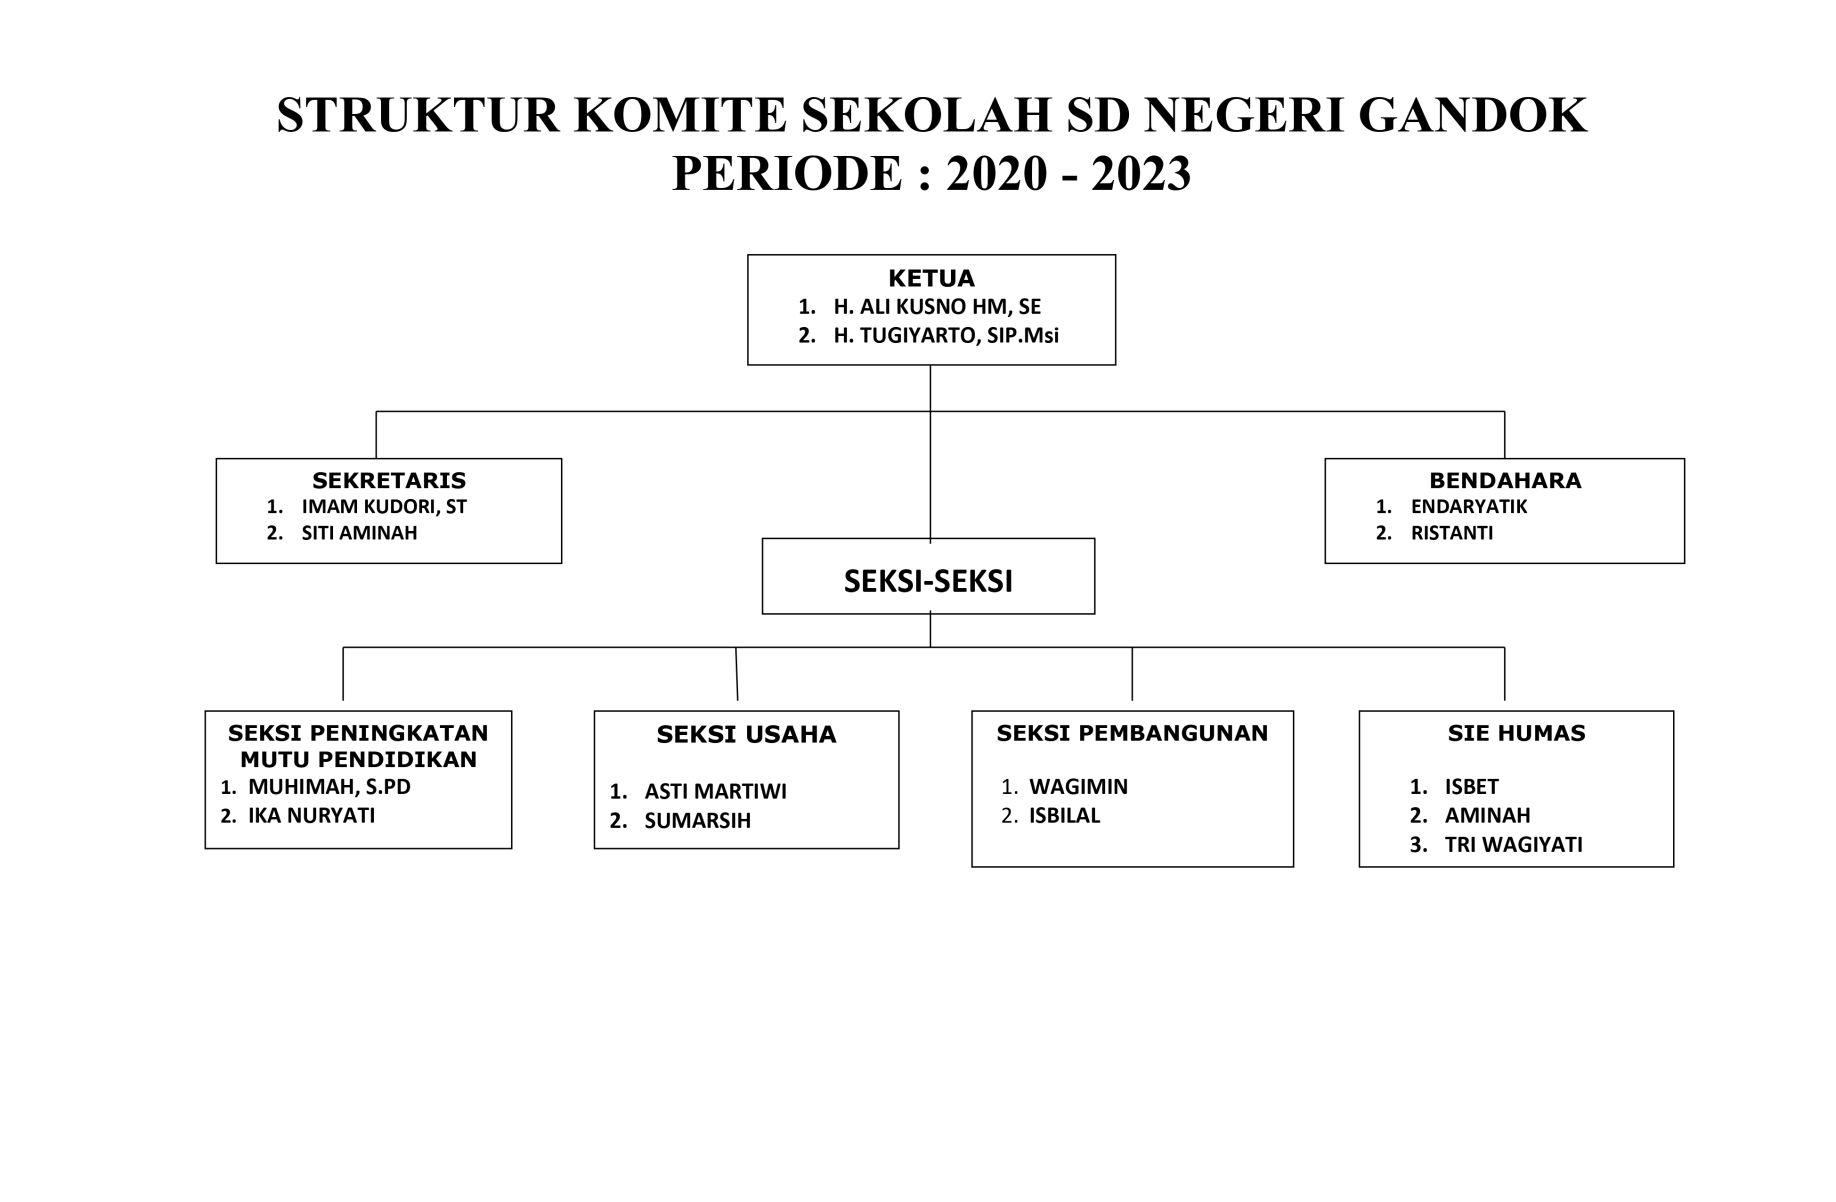 STRUKTUR KOMITE SEKOLAH SD NEGERI GANDOK
PERIODE : 2020 - 2023
KETUA
1. H. ALI KUSNO HM, SE
2. H. TUGIYARTO, SIP.Msi
SEKRETARIS
1. IMAM KUDORI, ST
2. SITI AMINAH
BENDAHARA
1. ENDARYATIK
2. RISTANTI
SEKSI-SEKSI
SEKSI PENINGKATAN
MUTU PENDIDIKAN
1. MUHIMAH, S.PD
2. IKA NURYATI
SEKSI USAHA
1. ASTI MARTIWI
2. SUMARSIH
SEKSI PEMBANGUNAN
1. WAGIMIN
2. ISBILAL
SIE HUMAS
1. ISBET
2. AMINAH
3. TRI WAGIYATI